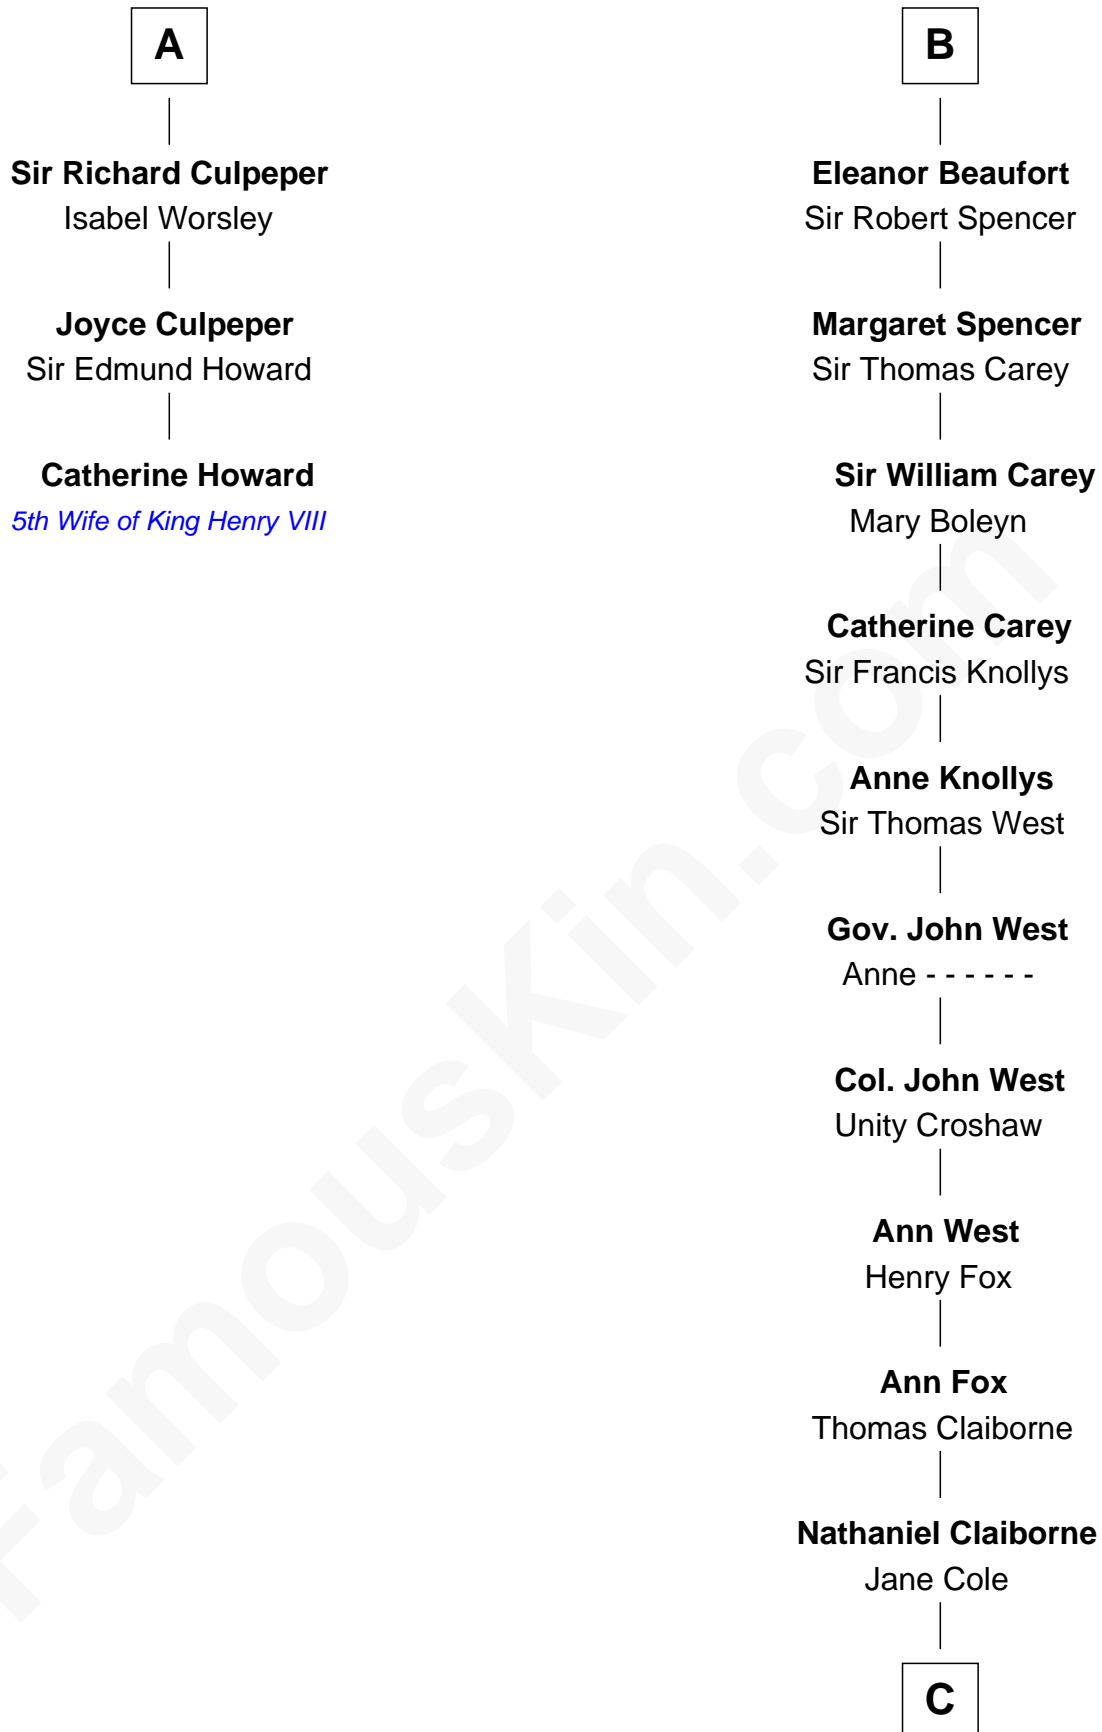 A
Sir Richard Culpeper
Isabel Worsley
Joyce Culpeper
Sir Edmund Howard
Catherine Howard
5th Wife of King Henry VIII
B
Eleanor Beaufort
Sir Robert Spencer
Margaret Spencer
Sir Thomas Carey
Sir William Carey
Mary Boleyn
Catherine Carey
Sir Francis Knollys
Anne Knollys
Sir Thomas West
Gov. John West
Anne - - - - - -
Col. John West
Unity Croshaw
Ann West
Henry Fox
Ann Fox
Thomas Claiborne
Nathaniel Claiborne
Jane Cole
C
FamousKin.com